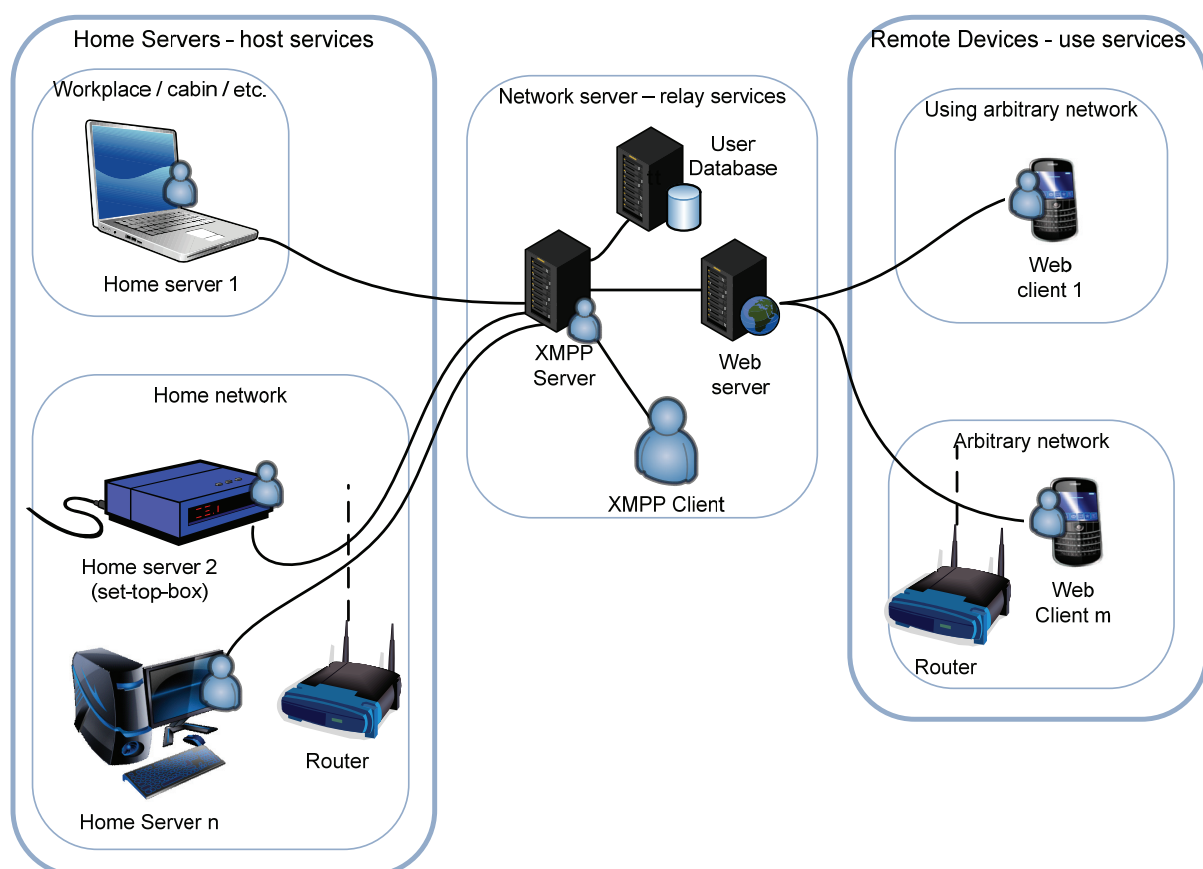 Home Servers - host services
Workplace / cabin / etc.
Home server 1
Home network
Home server 2
(set-top-box)
Home Server n
Router
Network server – relay services
User
Database
XMPP
Server
Web
server
XMPP Client
Remote Devices - use services
Using arbitrary network
Web
client 1
Arbitrary network
Web
Client m
Router